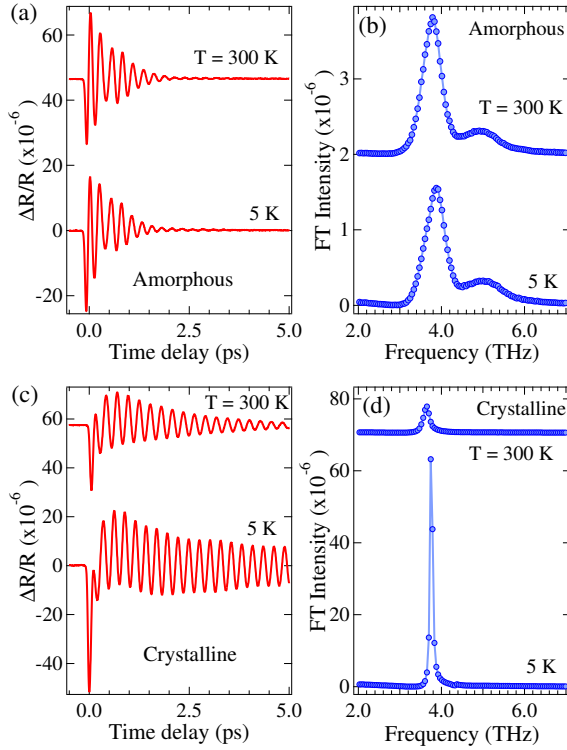 (a)
T = 300 K
5 K
Amorphous
ΔR/R (x10⁻⁶)
60
40
20
0
-20
0.0
2.5
5.0
Time delay (ps)
(b)
Amorphous
T = 300 K
5 K
FT Intensity (x10⁻⁶)
3
2
1
0
2.0
4.0
6.0
Frequency (THz)
(c)
T = 300 K
5 K
Crystalline
ΔR/R (x10⁻⁶)
60
40
20
0
-20
-40
0.0
2.5
5.0
Time delay (ps)
(d)
Crystalline
T = 300 K
5 K
FT Intensity (x10⁻⁶)
80
60
40
20
0
2.0
4.0
6.0
Frequency (THz)